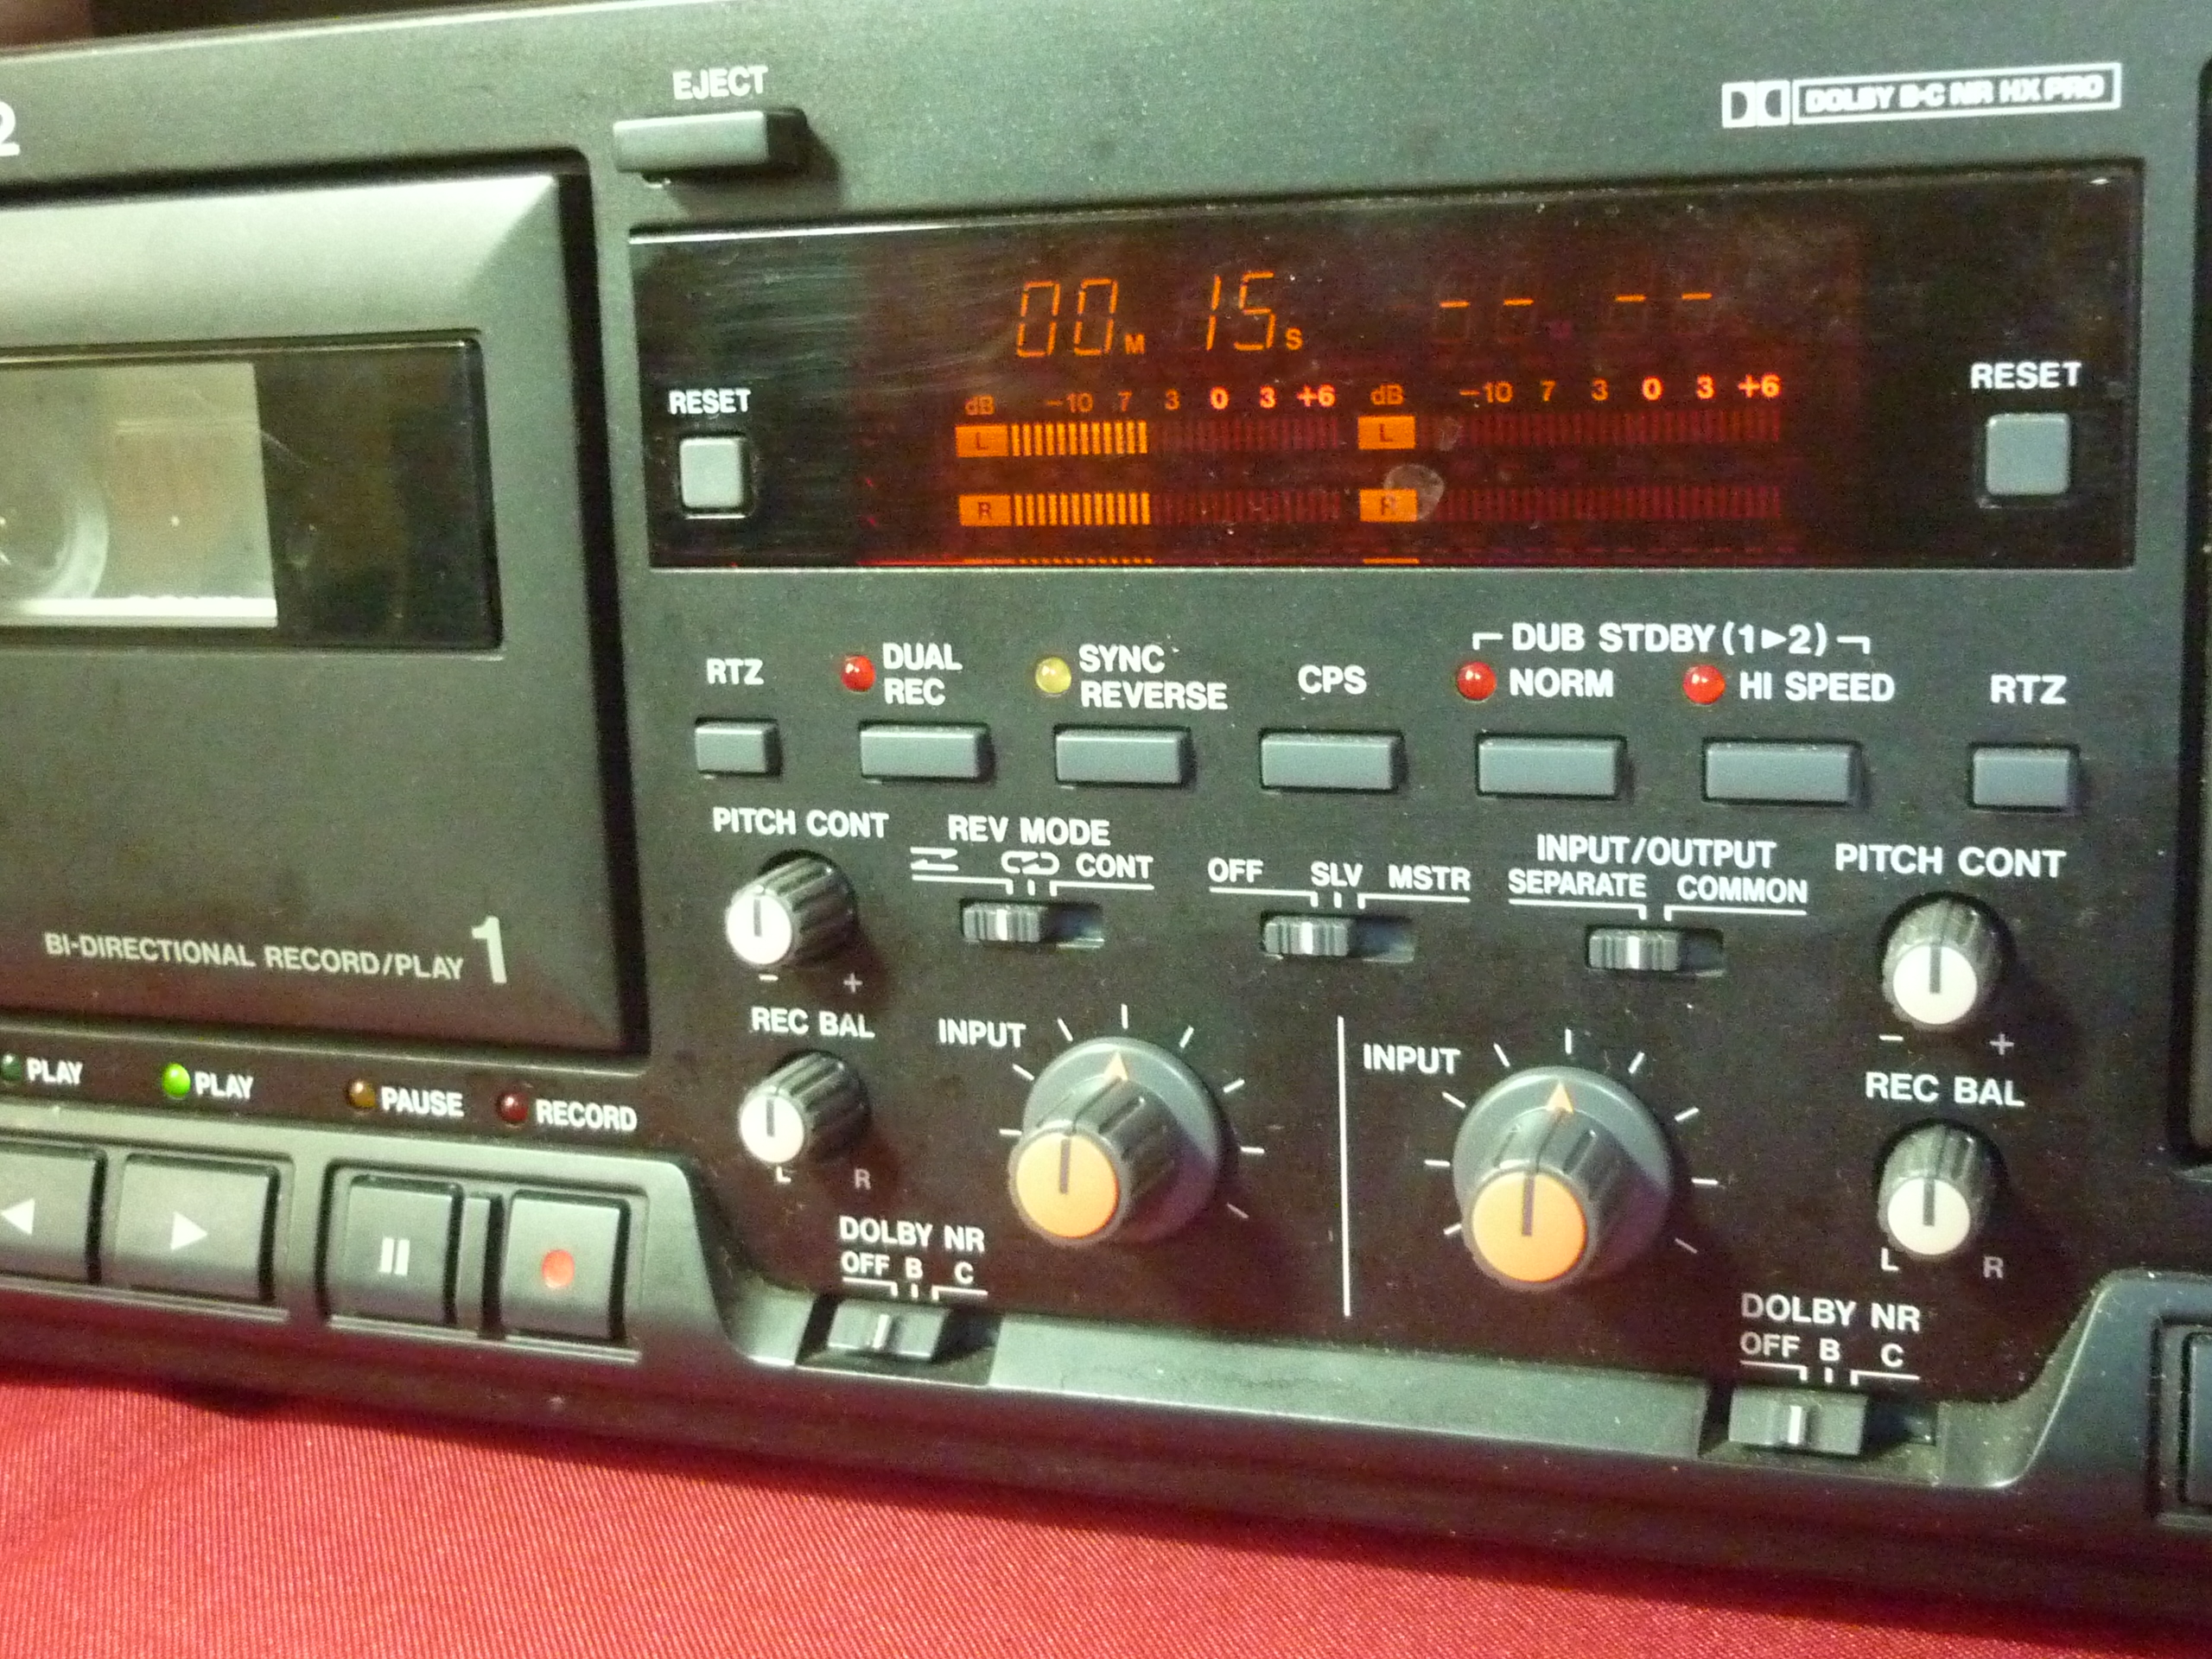 2
EJECT
DOLBY B-C NR HX PRO
00M 15S -- --
RESET
dB -10 7 3 0 3 +6 dB -10 7 3 0 3 +6
RESET
L L
R R
RTZ
DUAL
REC
SYNC
REVERSE
CPS
DUB STDBY (1►2)
NORM
HI SPEED
RTZ
PITCH CONT
- +
REV MODE
CONT
OFF SLV MSTR
INPUT/OUTPUT
SEPARATE COMMON
PITCH CONT
- +
BI-DIRECTIONAL RECORD/PLAY 1
REC BAL
L R
INPUT
INPUT
REC BAL
L R
PLAY
PLAY
PAUSE
RECORD
DOLBY NR
OFF B C
DOLBY NR
OFF B C